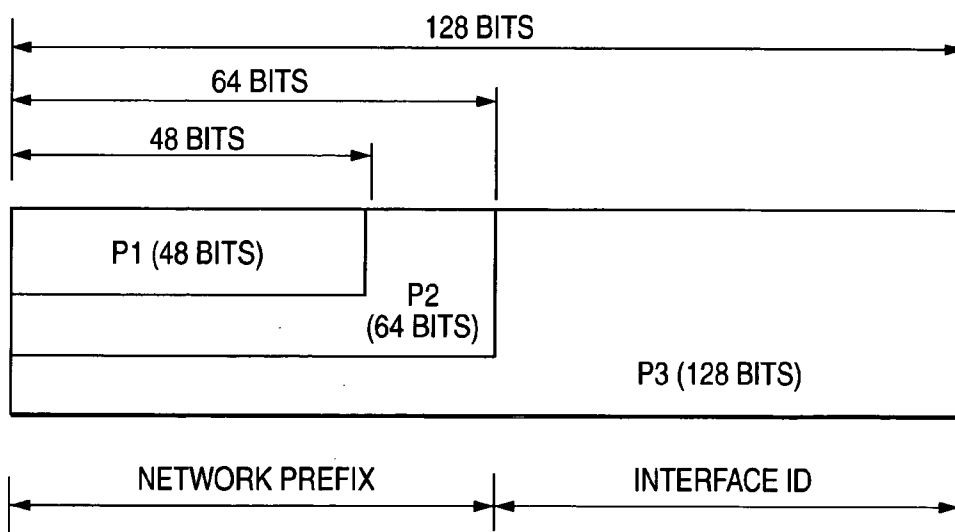 128 BITS
64 BITS
48 BITS
P1 (48 BITS)
P2
(64 BITS)
P3 (128 BITS)
NETWORK PREFIX
INTERFACE ID